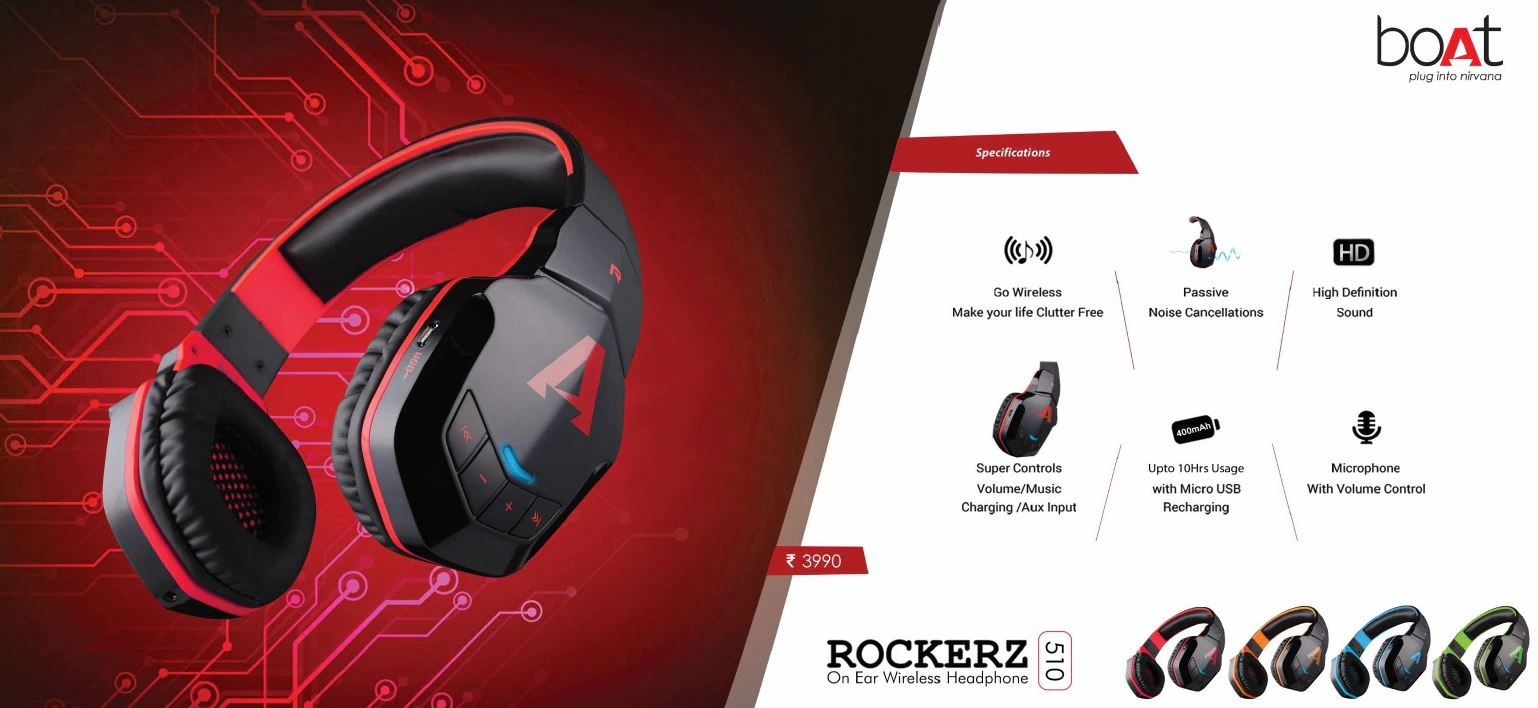 boAt
plug into nirvana
Specifications
HD
Go Wireless
Make your life Clutter Free
Passive
Noise Cancellations
High Definition
Sound
400mAh
Super Controls
Volume/Music
Charging /Aux Input
Upto 10Hrs Usage
with Micro USB
Recharging
Microphone
With Volume Control
₹ 3990
ROCKERZ
510
On Ear Wireless Headphone